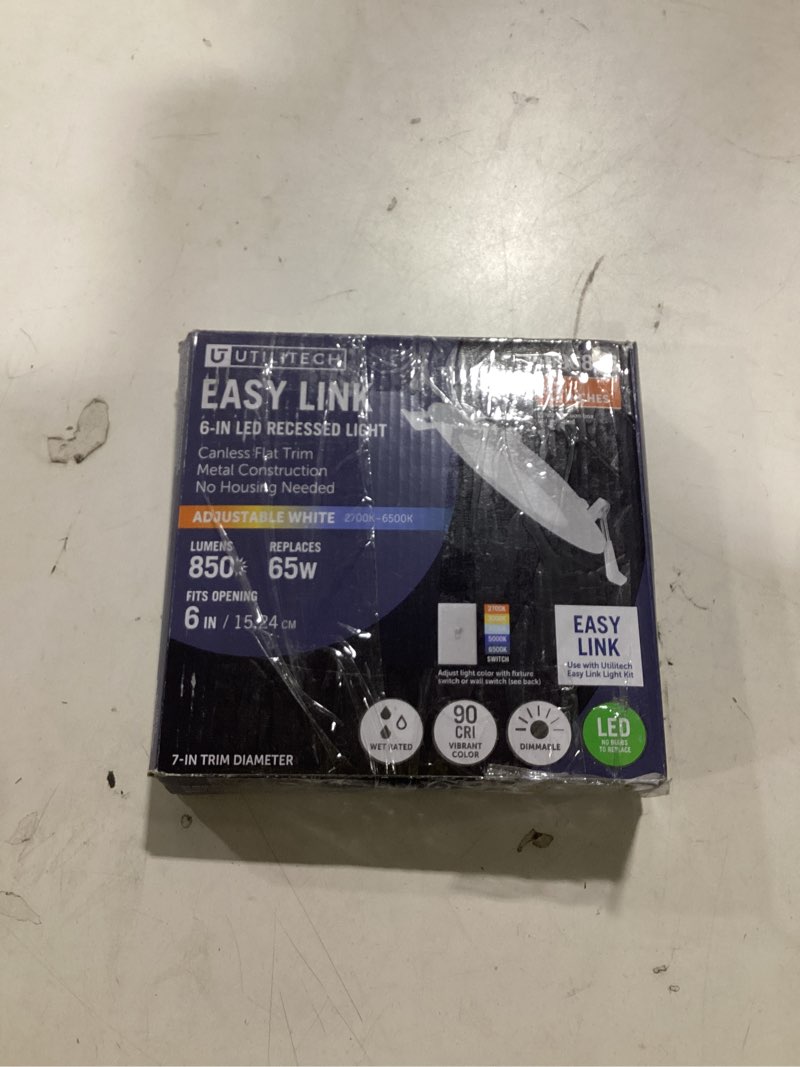 UTILITECH
EASY LINK
6-IN LED RECESSED LIGHT
Canless Flat Trim
Metal Construction
No Housing Needed
ADJUSTABLE WHITE 2700K-6500K
LUMENS
850
REPLACES
65W
FITS OPENING
6 IN / 15.24 CM
2700K
5000K
6500K
SWITCH
Adjust light color with fixture
switch or wall switch (see back)
EASY
LINK
Use with Utilitech
Easy Link Light Kit
WET RATED
90
CRI
VIBRANT
COLOR
DIMMABLE
LED
NO BULBS
TO REPLACE
7-IN TRIM DIAMETER